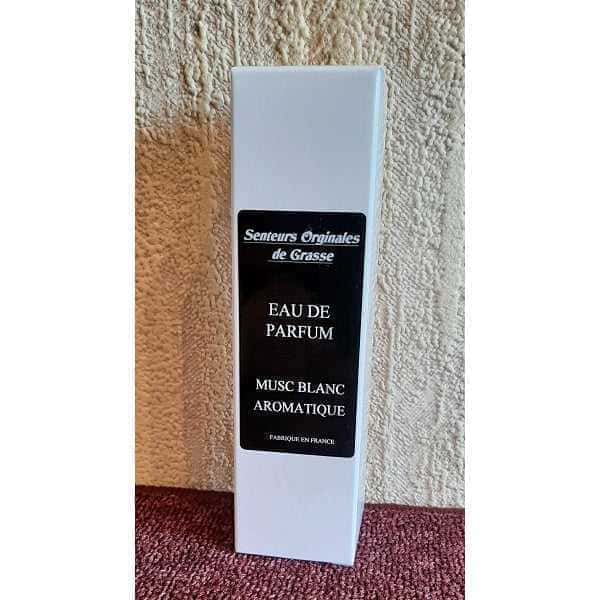 Senteurs Orginales
de Grasse
EAU DE
PARFUM
MUSC BLANC
AROMATIQUE
FABRIQUE EN FRANCE